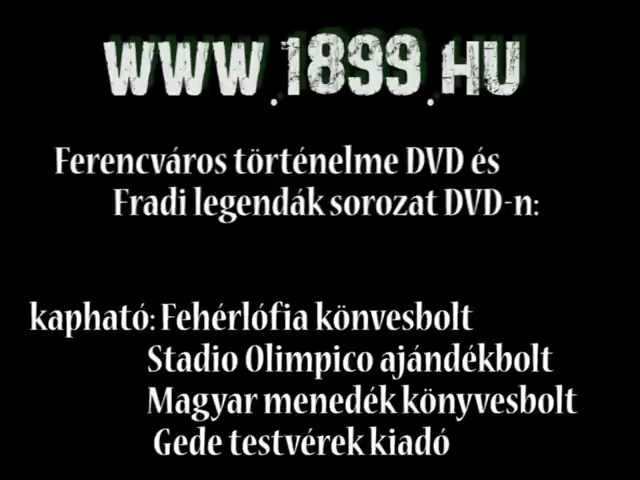 WWW.1899.HU
Ferencváros történelme DVD és
Fradi legendák sorozat DVD-n:
kapható: Fehérlófia könvesbolt
Stadio Olimpico ajándékbolt
Magyar menedék könyvesbolt
Gede testvérek kiadó